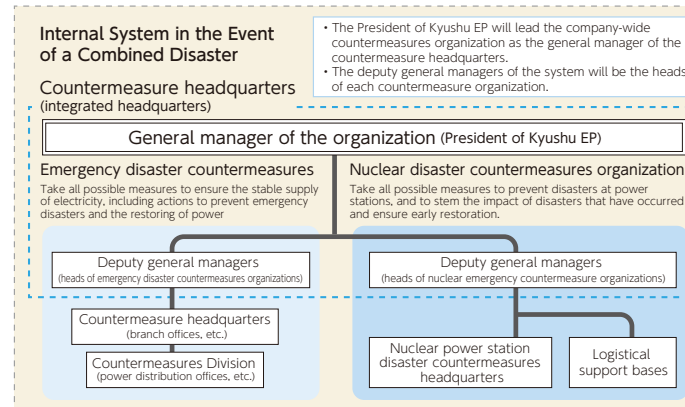 Internal System in the Event
of a Combined Disaster
• The President of Kyushu EP will lead the company-wide
countermeasures organization as the general manager of the
countermeasure headquarters.
• The deputy general managers of the system will be the heads
of each countermeasure organization.
Countermeasure headquarters
(integrated headquarters)
General manager of the organization (President of Kyushu EP)
Emergency disaster countermeasures
Take all possible measures to ensure the stable supply
of electricity, including actions to prevent emergency
disasters and the restoring of power
Nuclear disaster countermeasures organization
Take all possible measures to prevent disasters at power
stations, and to stem the impact of disasters that have occurred
and ensure early restoration.
Deputy general managers
(heads of emergency disaster countermeasures organizations)
Deputy general managers
(heads of nuclear emergency countermeasure organizations)
Countermeasure headquarters
(branch offices, etc.)
Countermeasures Division
(power distribution offices, etc.)
Nuclear power station
disaster countermeasures
headquarters
Logistical
support bases